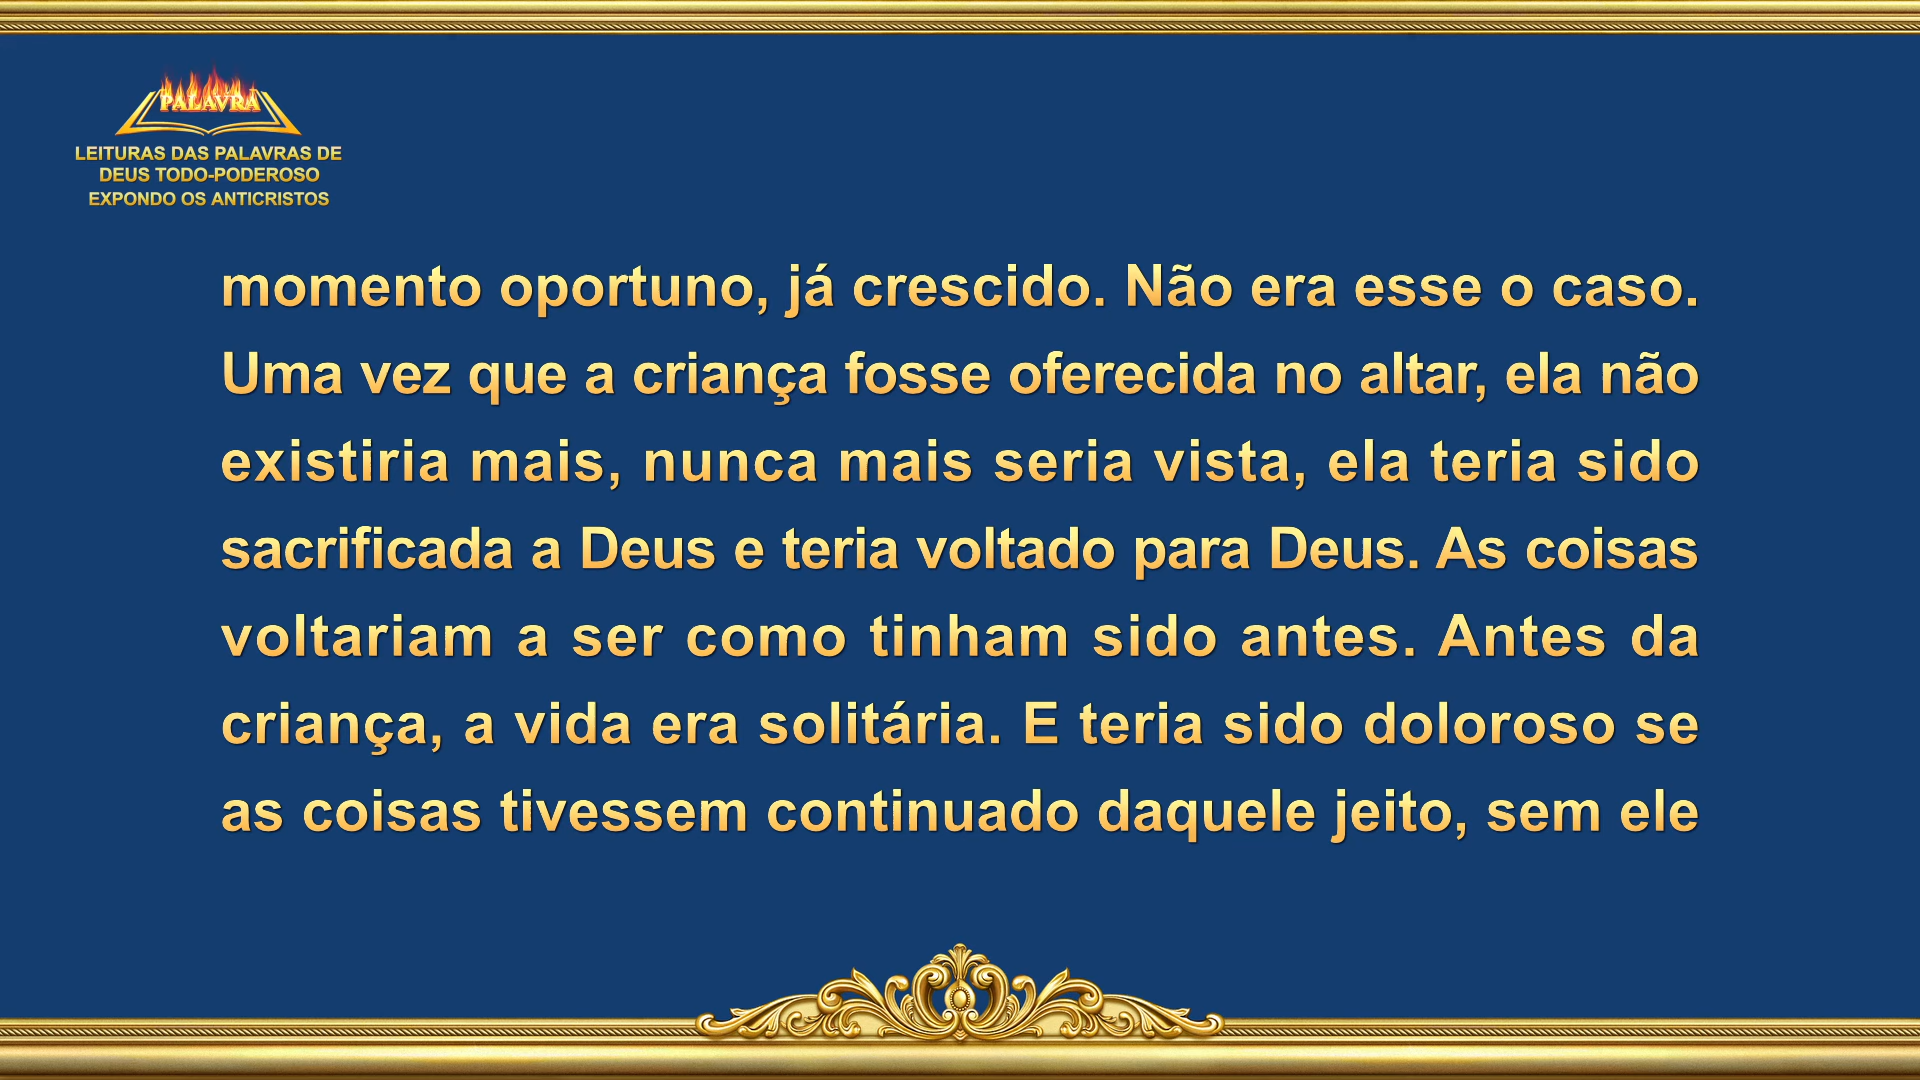 PALAVRA
LEITURAS DAS PALAVRAS DE
DEUS TODO-PODEROSO
EXPONDO OS ANTICRISTOS
momento oportuno, já crescido. Não era esse o caso.
Uma vez que a criança fosse oferecida no altar, ela não
existiria mais, nunca mais seria vista, ela teria sido
sacrificada a Deus e teria voltado para Deus. As coisas
voltariam a ser como tinham sido antes. Antes da
criança, a vida era solitária. E teria sido doloroso se
as coisas tivessem continuado daquele jeito, sem ele